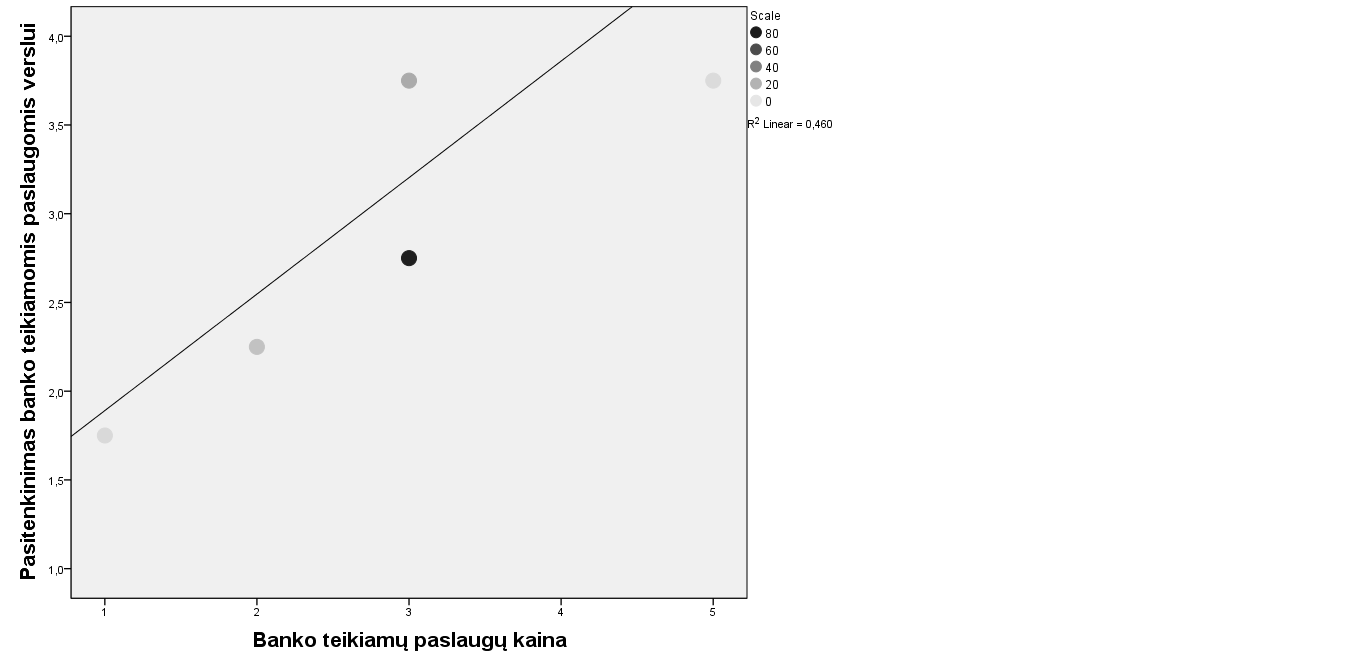 Pasitenkinimas banko teikiamomis paslaugomis verslui
4,0
3,5
3,0
2,5
2,0
1,5
1,0
1 2 3 4 5
Banko teikiamų paslaugų kaina
Scale
80
60
40
20
0
R² Linear = 0,460